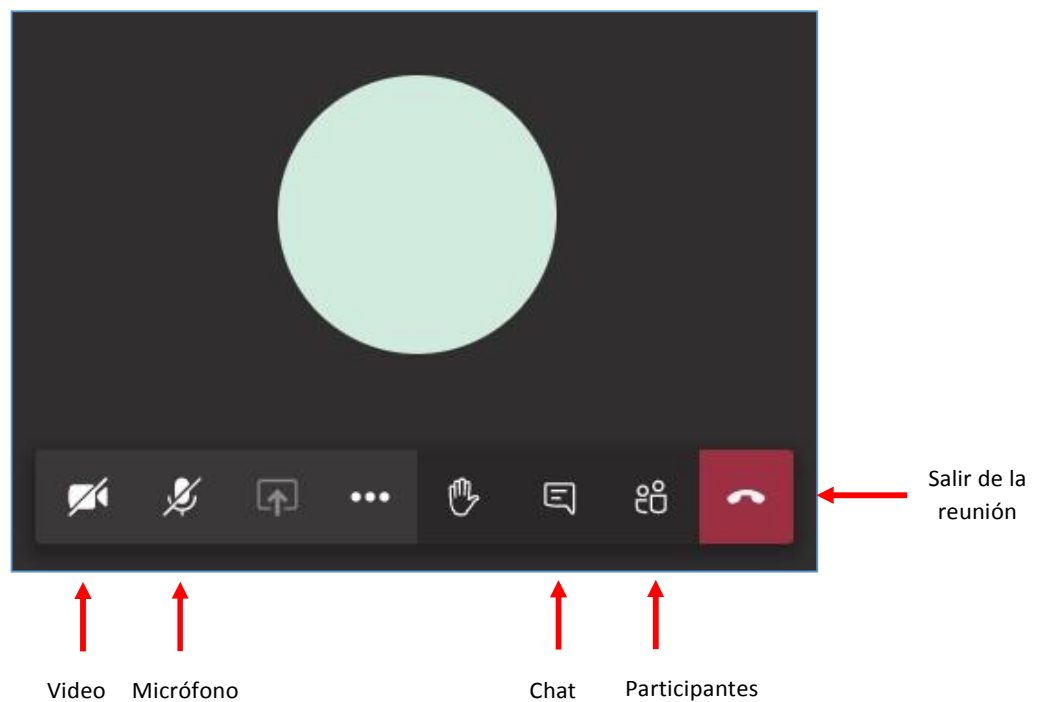 Salir de la
reunión
Video
Micrófono
Chat
Participantes